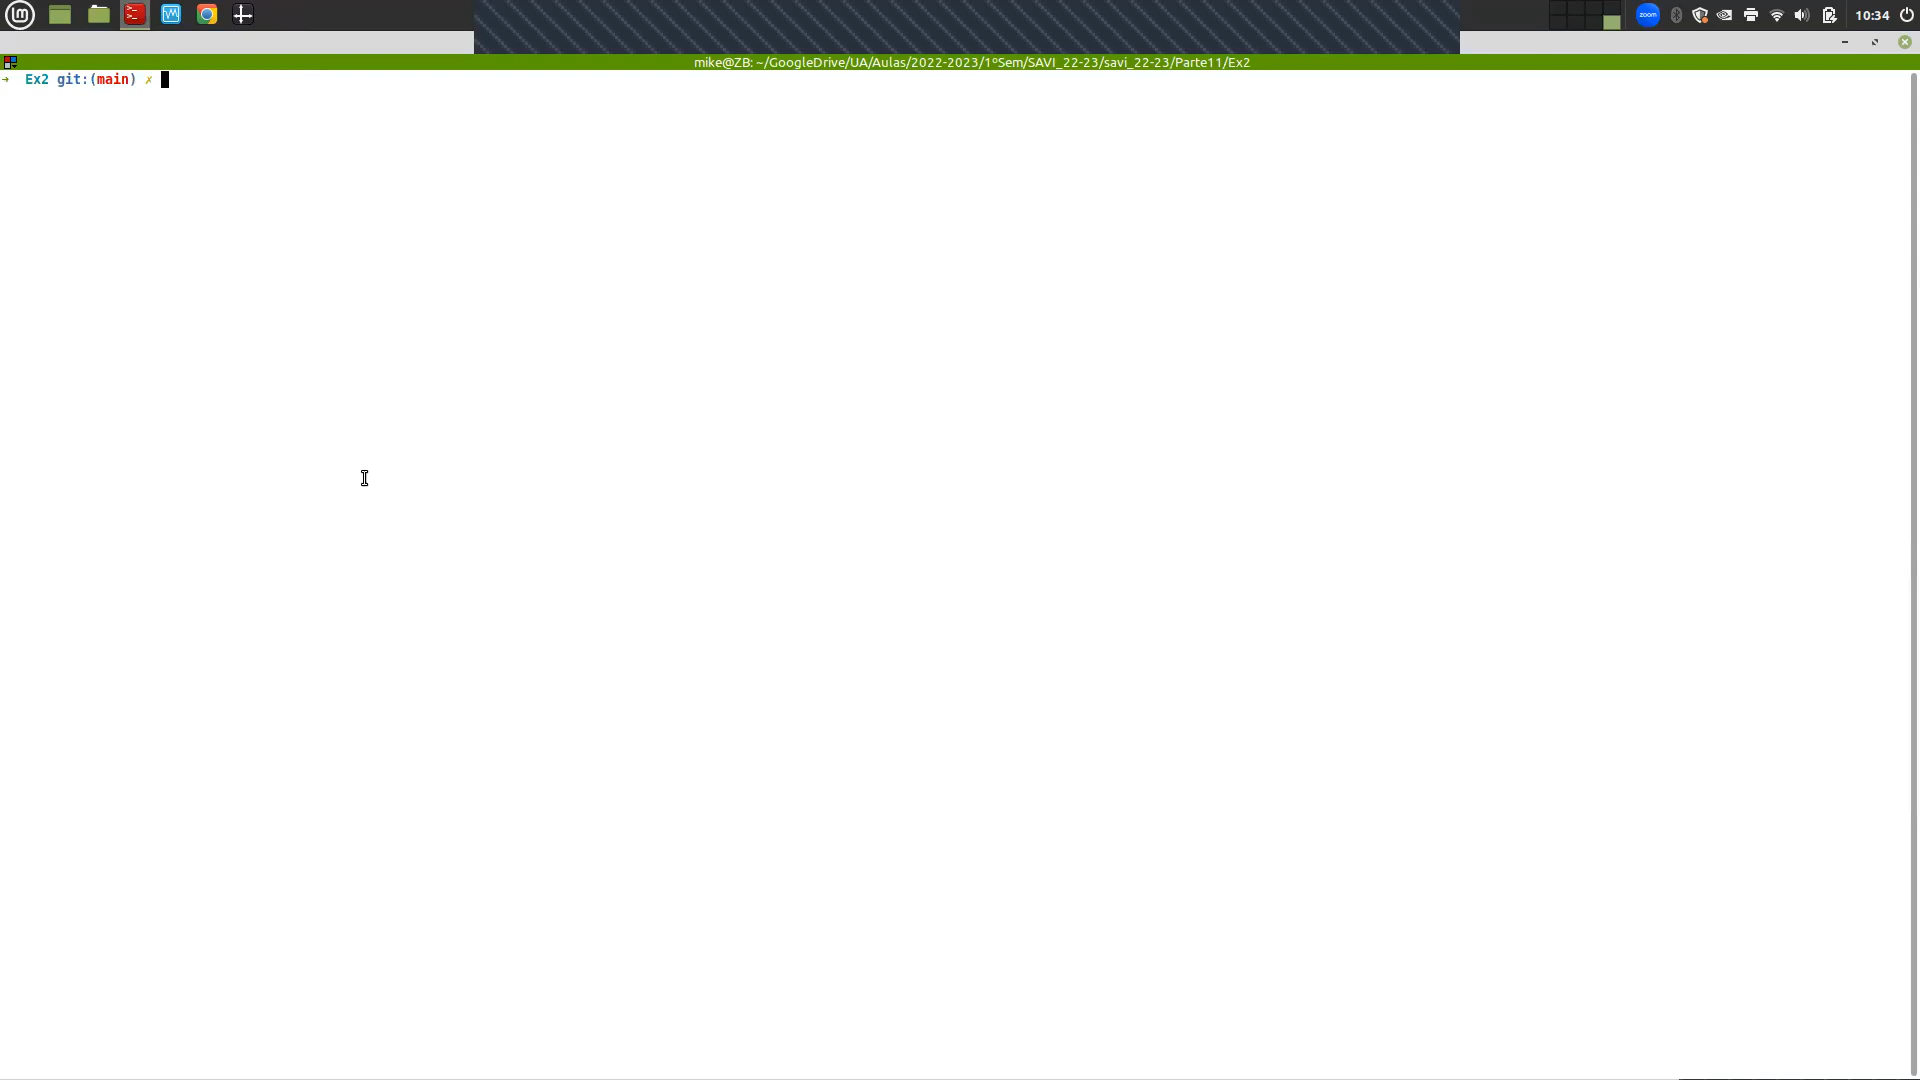 zoom
10:34
mike@ZB: ~/GoogleDrive/UA/Aulas/2022-2023/1ºSem/SAVI_22-23/savi_22-23/Parte11/Ex2
➜ Ex2 git:(main) ✗